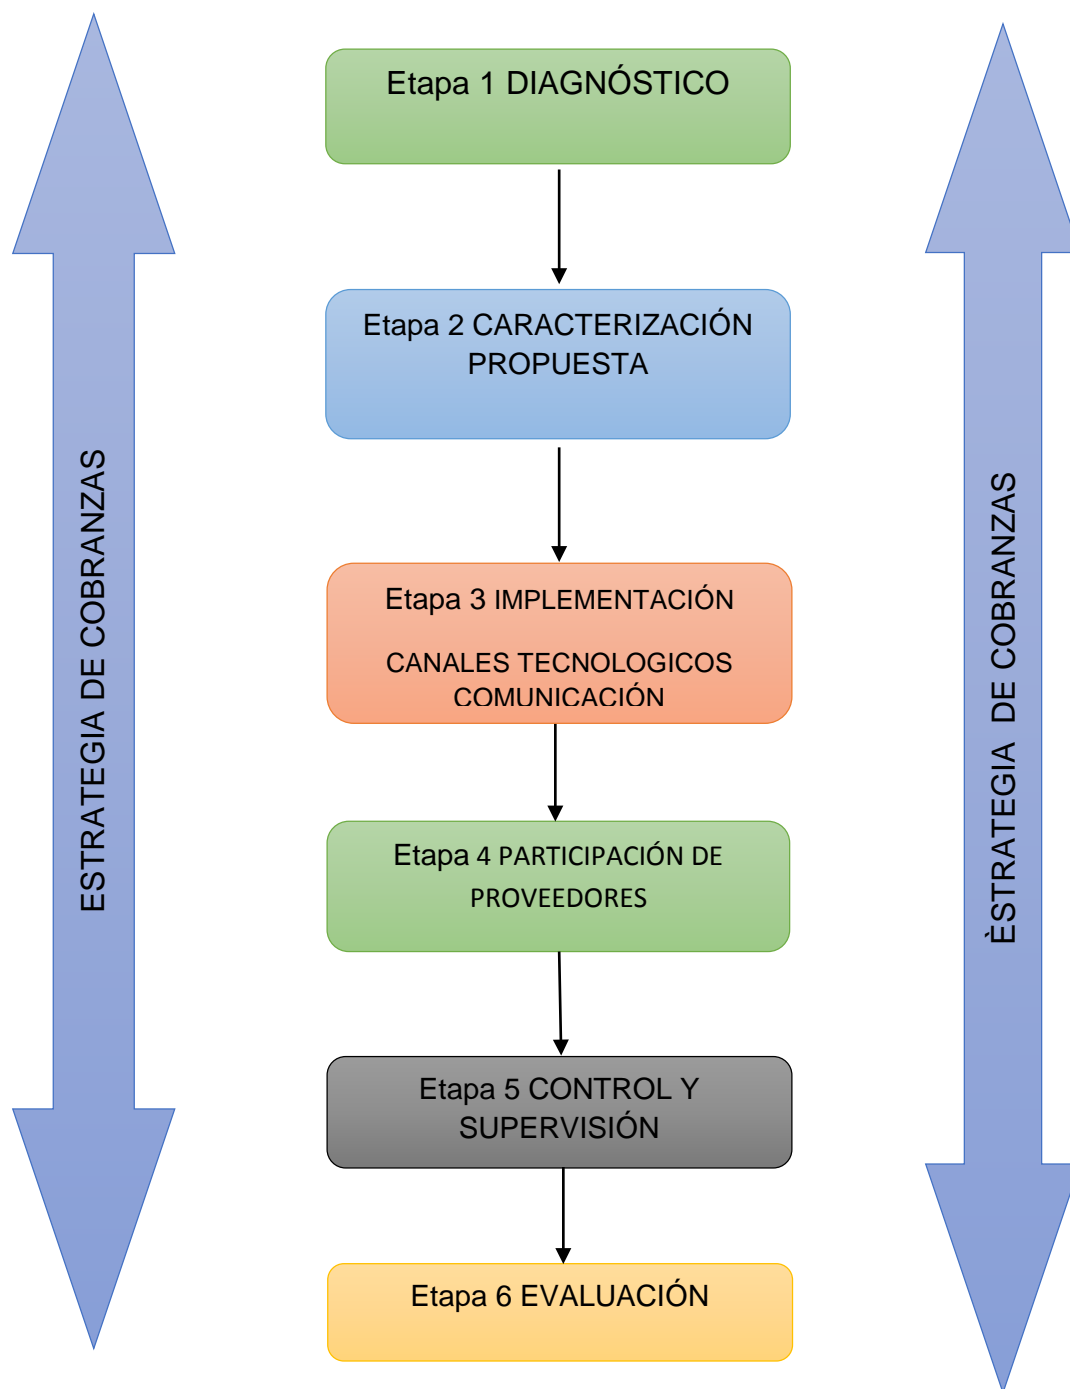 ESTRATEGIA DE COBRANZAS
Etapa 1 DIAGNÓSTICO
Etapa 2 CARACTERIZACIÓN
PROPUESTA
Etapa 3 IMPLEMENTACIÓN
CANALES TECNOLOGICOS
COMUNICACIÓN
Etapa 4 PARTICIPACIÓN DE
PROVEEDORES
Etapa 5 CONTROL Y
SUPERVISIÓN
Etapa 6 EVALUACIÓN
ÈSTRATEGIA  DE COBRANZAS